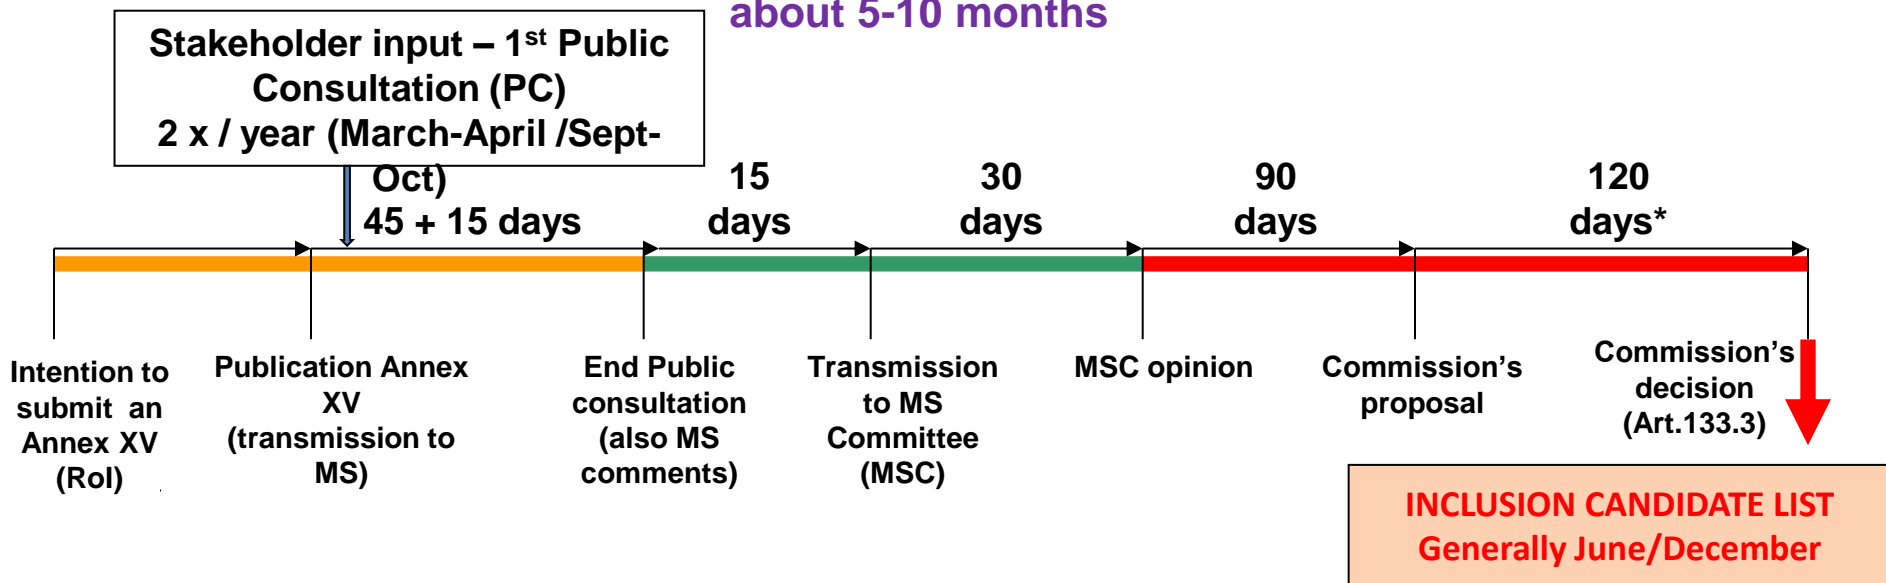 about 5-10 months
Stakeholder input – 1st Public
Consultation (PC)
2 x / year (March-April /Sept-
Oct)
45 + 15 days
15
days
30
days
90
days
120
days*
Intention to
submit an
Annex XV
(RoI)
Publication Annex
XV
(transmission to
MS)
End Public
consultation
(also MS
comments)
Transmission
to MS
Committee
(MSC)
MSC opinion
Commission’s
proposal
Commission’s
decision
(Art.133.3)
INCLUSION CANDIDATE LIST
Generally June/December